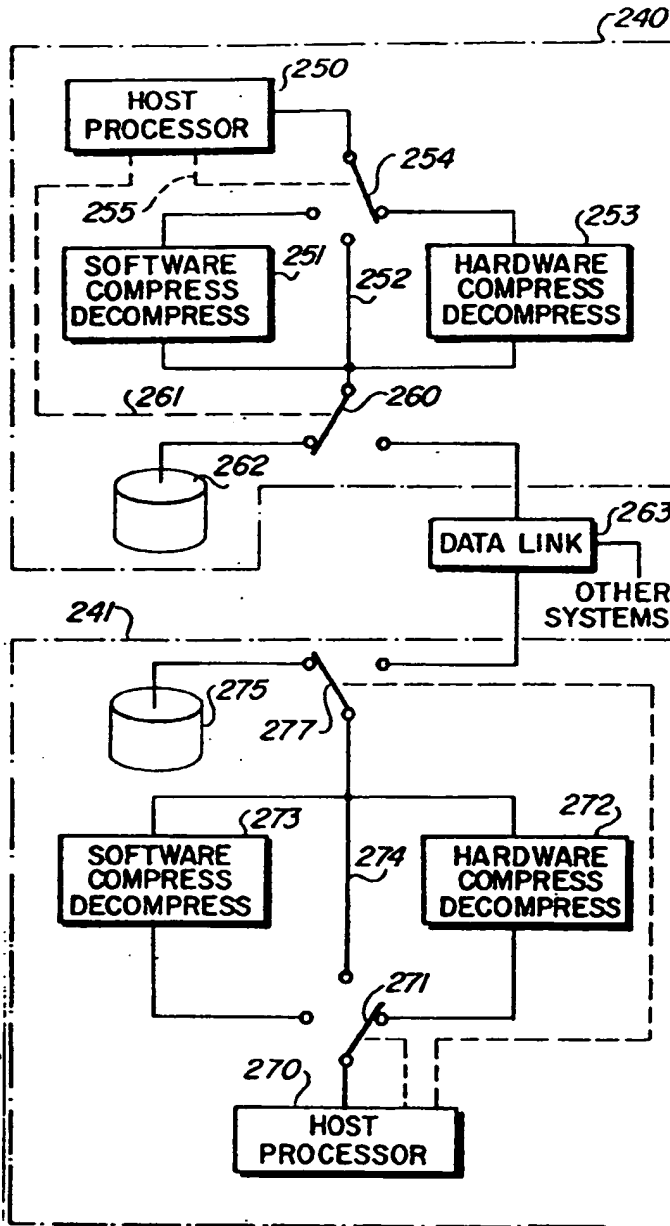 240
250
HOST
PROCESSOR
254
255
253
SOFTWARE
COMPRESS
DECOMPRESS
251
252
HARDWARE
COMPRESS
DECOMPRESS
261
260
262
263
DATA LINK
OTHER
SYSTEMS
241
275
277
273
272
SOFTWARE
COMPRESS
DECOMPRESS
274
HARDWARE
COMPRESS
DECOMPRESS
271
270
HOST
PROCESSOR